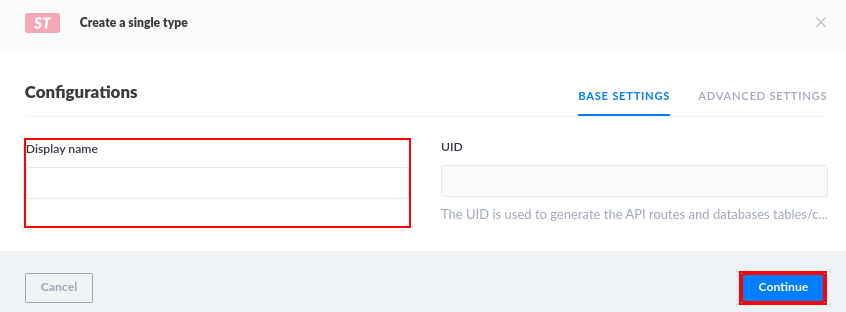 ST
Create a single type
×
Configurations
BASE SETTINGS
ADVANCED SETTINGS
Display name
UID
The UID is used to generate the API routes and databases tables/c...
Cancel
Continue